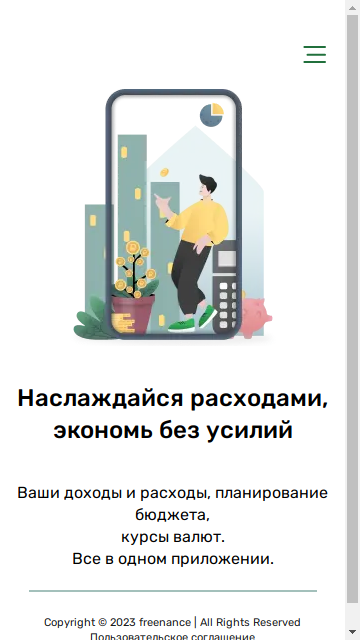 Наслаждайся расходами,
экономь без усилий
Ваши доходы и расходы, планирование
бюджета,
курсы валют.
Все в одном приложении.
Copyright © 2023 freenance | All Rights Reserved
Пользовательское соглашение